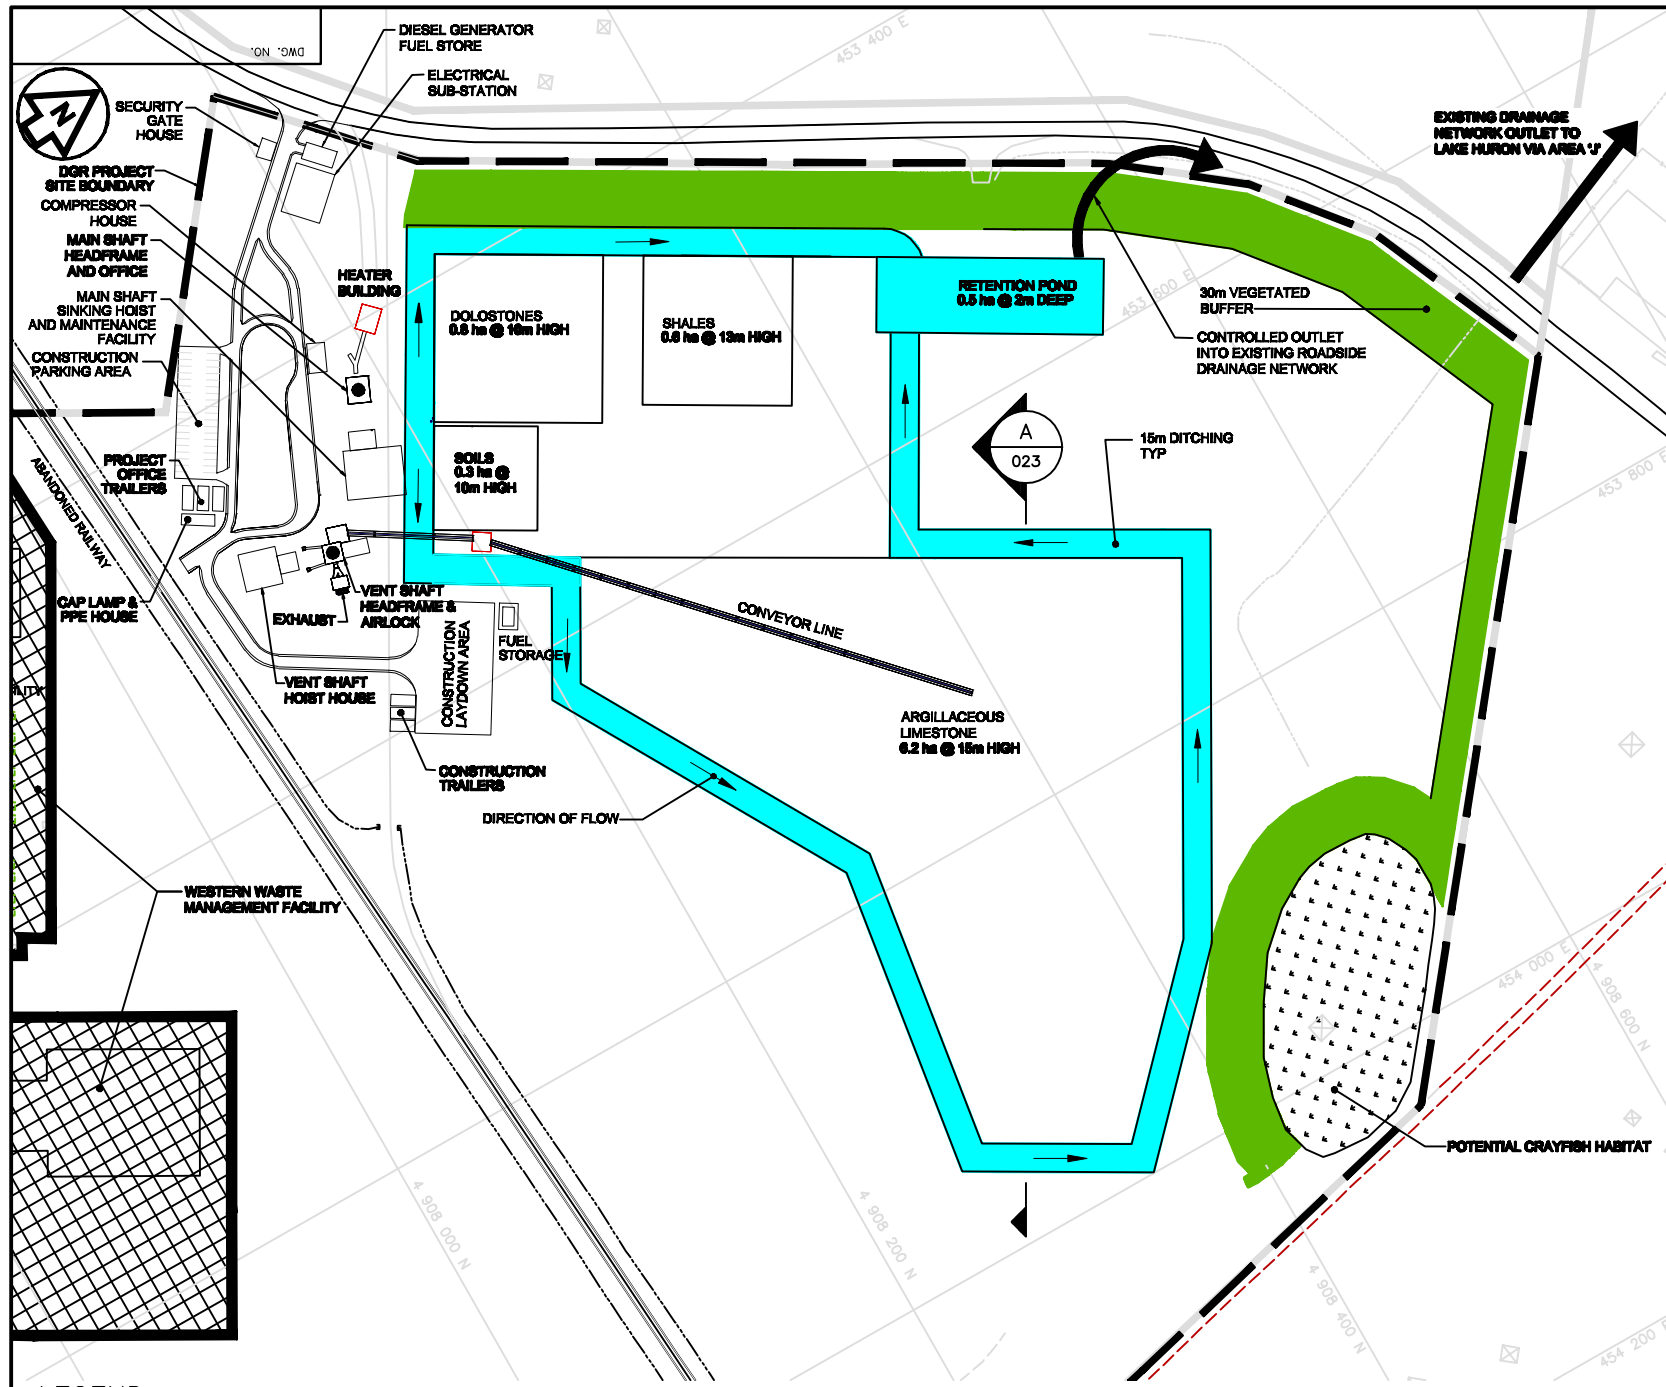 DWG. NO.
N
DIESEL GENERATOR
FUEL STORE
ELECTRICAL
SUB-STATION
SECURITY
GATE
HOUSE
DGR PROJECT
SITE BOUNDARY
COMPRESSOR
HOUSE
MAIN SHAFT
HEADFRAME
AND OFFICE
MAIN SHAFT
SINKING HOIST
AND MAINTENANCE
FACILITY
CONSTRUCTION
PARKING AREA
HEATER
BUILDING
PROJECT
OFFICE
TRAILERS
ABANDONED RAILWAY
CAP LAMP &
PPE HOUSE
EXHAUST
VENT SHAFT
HEADFRAME &
AIRLOCK
VENT SHAFT
HOIST HOUSE
CONSTRUCTION
LAYDOWN AREA
FUEL
STORAGE
CONSTRUCTION
TRAILERS
DIRECTION OF FLOW
WESTERN WASTE
MANAGEMENT FACILITY
DOLOSTONES
0.8 ha @ 16m HIGH
SHALES
0.6 ha @ 13m HIGH
SOILS
0.3 ha @
10m HIGH
RETENTION POND
0.5 ha @ 2m DEEP
CONVEYOR LINE
ARGILLACEOUS
LIMESTONE
6.2 ha @ 15m HIGH
A
023
15m DITCHING
TYP
30m VEGETATED
BUFFER
CONTROLLED OUTLET
INTO EXISTING ROADSIDE
DRAINAGE NETWORK
EXISTING DRAINAGE
NETWORK OUTLET TO
LAKE HURON VIA AREA 'J'
POTENTIAL CRAYFISH HABITAT
453 400 E
453 600 E
453 800 E
454 000 E
454 200 E
4 908 000 N
4 908 200 N
4 908 400 N
4 908 600 N